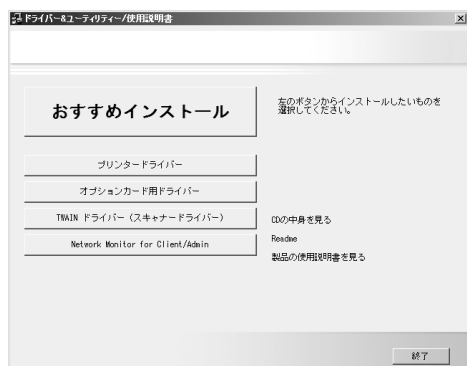 ドライバー&ユーティリティー/使用説明書
おすすめインストール
左のボタンからインストールしたいものを
選択してください。
プリンタードライバー
オプションカード用ドライバー
TWAIN ドライバー（スキャナードライバー）
Network Monitor for Client/Admin
CDの中身を見る
Readme
製品の使用説明書を見る
終了